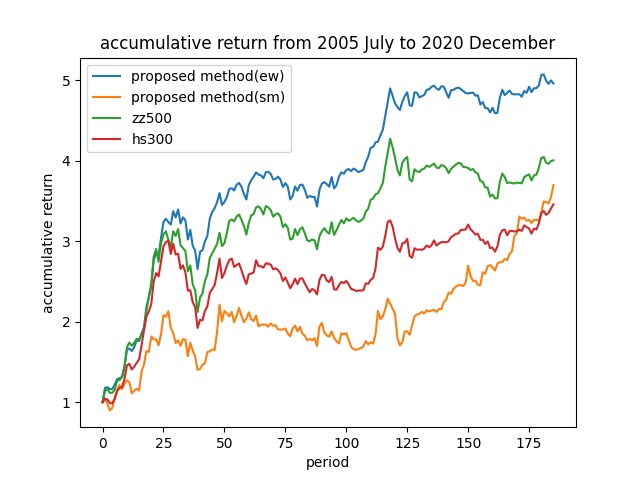 accumulative return from 2005 July to 2020 December
proposed method(ew)
proposed method(sm)
zz500
hs300
accumulative return
5
4
3
2
1
0 25 50 75 100 125 150 175
period